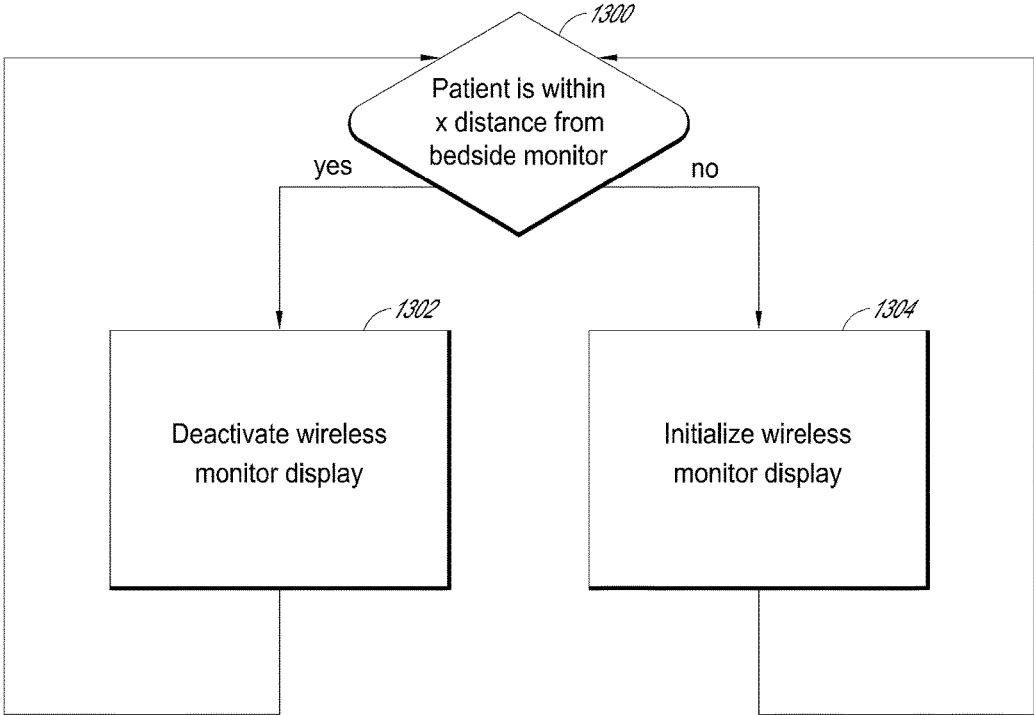 1300
Patient is within
x distance from
bedside monitor
yes
no
1302
1304
Deactivate wireless
monitor display
Initialize wireless
monitor display